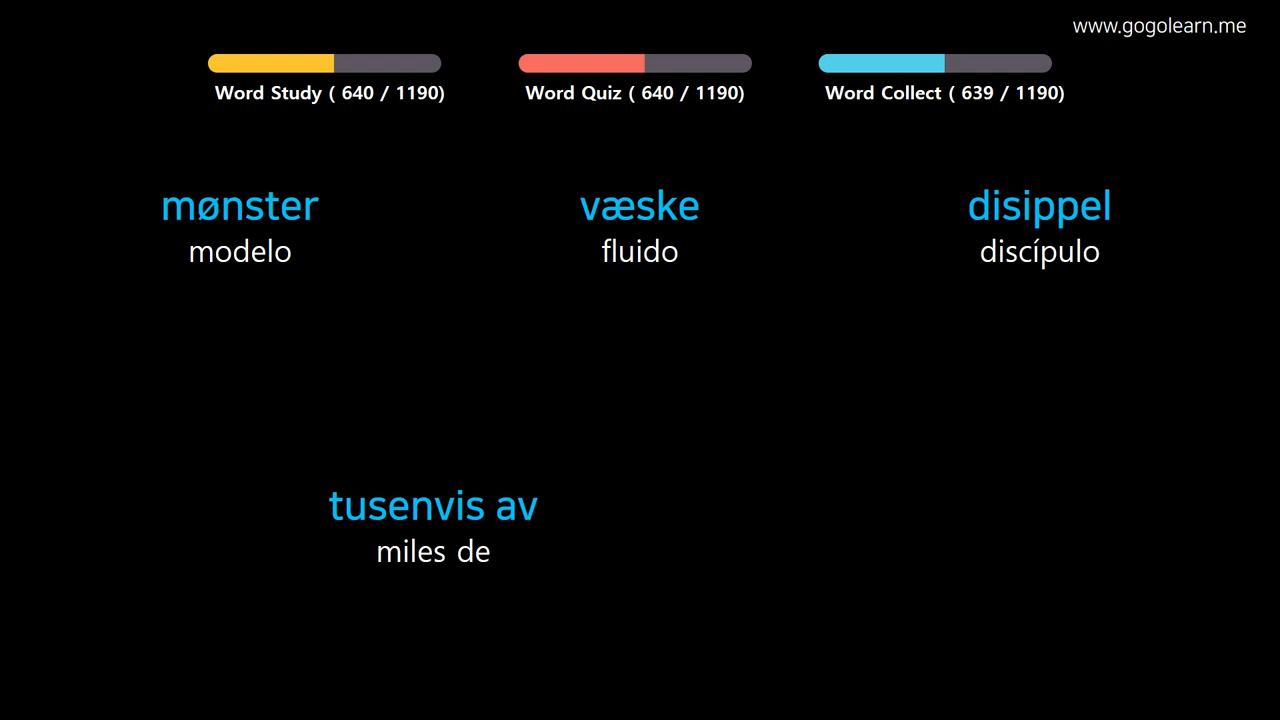 www.gogolearn.me
Word Study ( 640 / 1190)
Word Quiz ( 640 / 1190)
Word Collect ( 639 / 1190)
mønster
modelo
væske
fluido
disippel
discípulo
tusenvis av
miles de